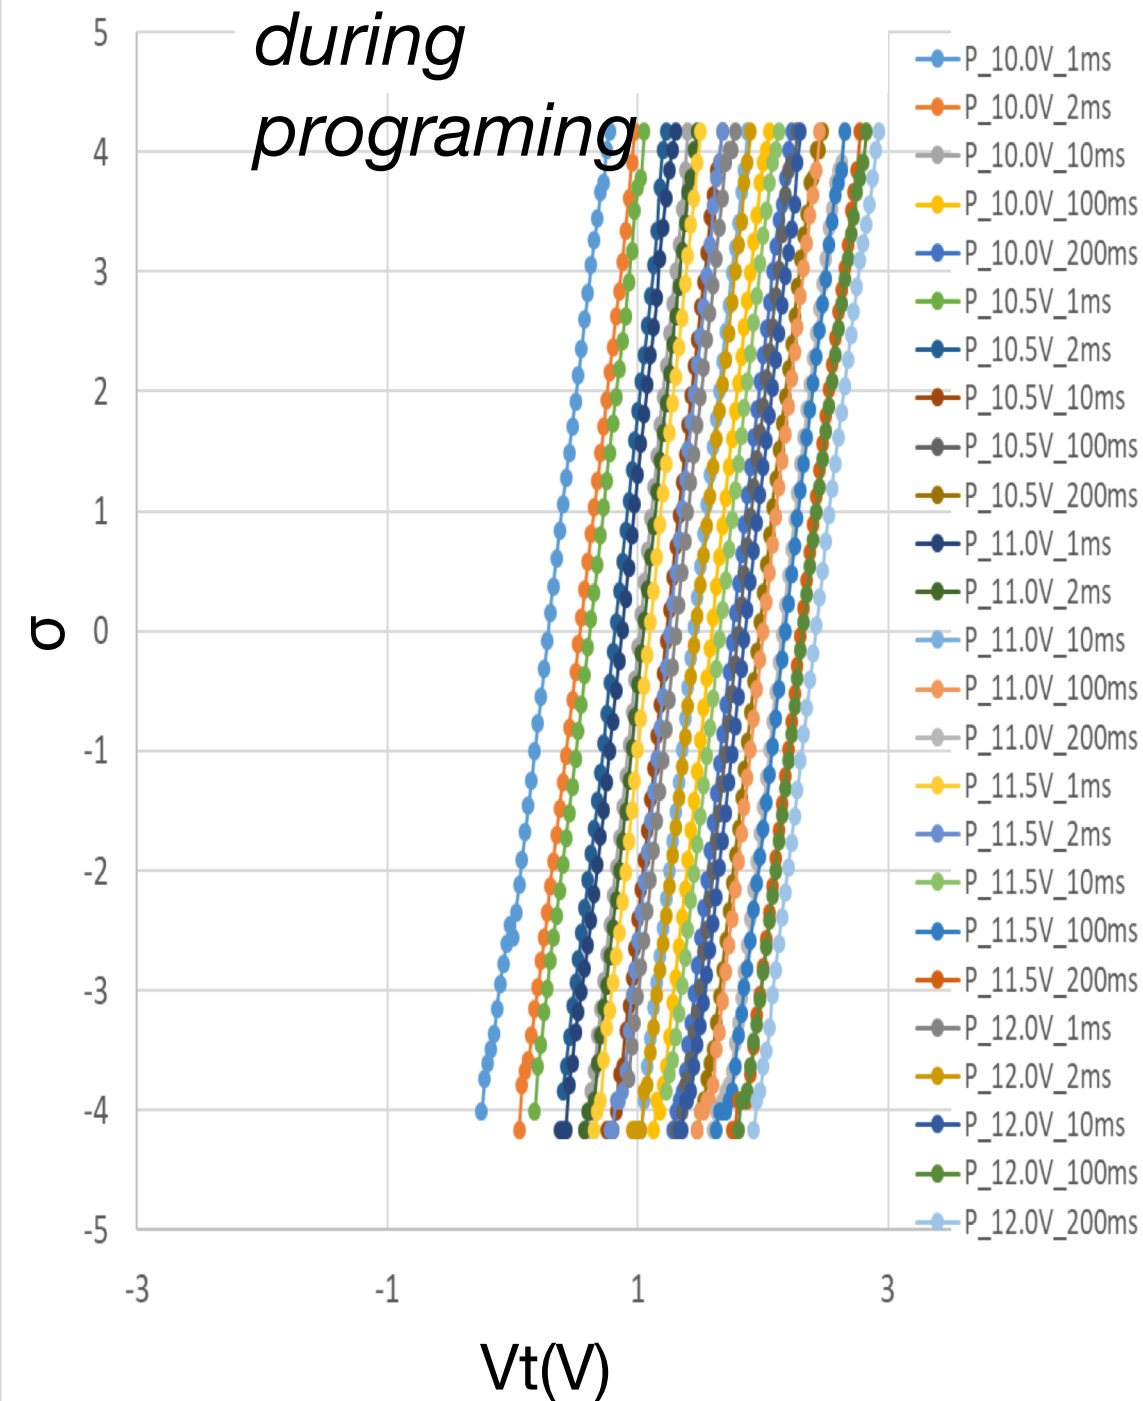 during
programing
5
4
3
2
1
0
-1
-2
-3
-4
-5
σ
-3
-1
1
3
Vt(V)
P_10.0V_1ms
P_10.0V_2ms
P_10.0V_10ms
P_10.0V_100ms
P_10.0V_200ms
P_10.5V_1ms
P_10.5V_2ms
P_10.5V_10ms
P_10.5V_100ms
P_10.5V_200ms
P_11.0V_1ms
P_11.0V_2ms
P_11.0V_10ms
P_11.0V_100ms
P_11.0V_200ms
P_11.5V_1ms
P_11.5V_2ms
P_11.5V_10ms
P_11.5V_100ms
P_11.5V_200ms
P_12.0V_1ms
P_12.0V_2ms
P_12.0V_10ms
P_12.0V_100ms
P_12.0V_200ms